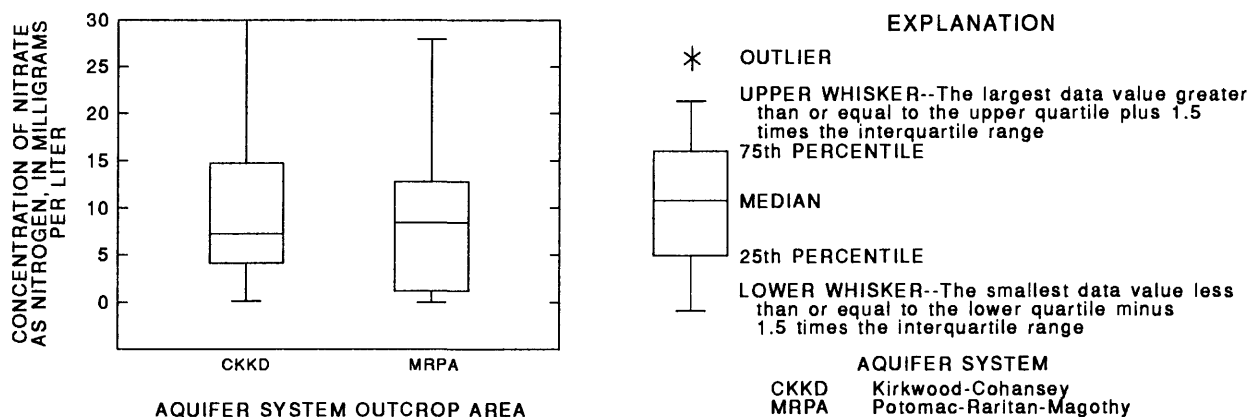 CONCENTRATION OF NITRATE
AS NITROGEN, IN MILLIGRAMS
PER LITER
30
25
20
15
10
5
0
CKKD
MRPA
AQUIFER SYSTEM OUTCROP AREA
EXPLANATION
OUTLIER
UPPER WHISKER--The largest data value greater
than or equal to the upper quartile plus 1.5
times the interquartile range
75th PERCENTILE
MEDIAN
25th PERCENTILE
LOWER WHISKER--The smallest data value less
than or equal to the lower quartile minus
1.5 times the interquartile range
AQUIFER SYSTEM
CKKD Kirkwood-Cohansey
MRPA Potomac-Raritan-Magothy